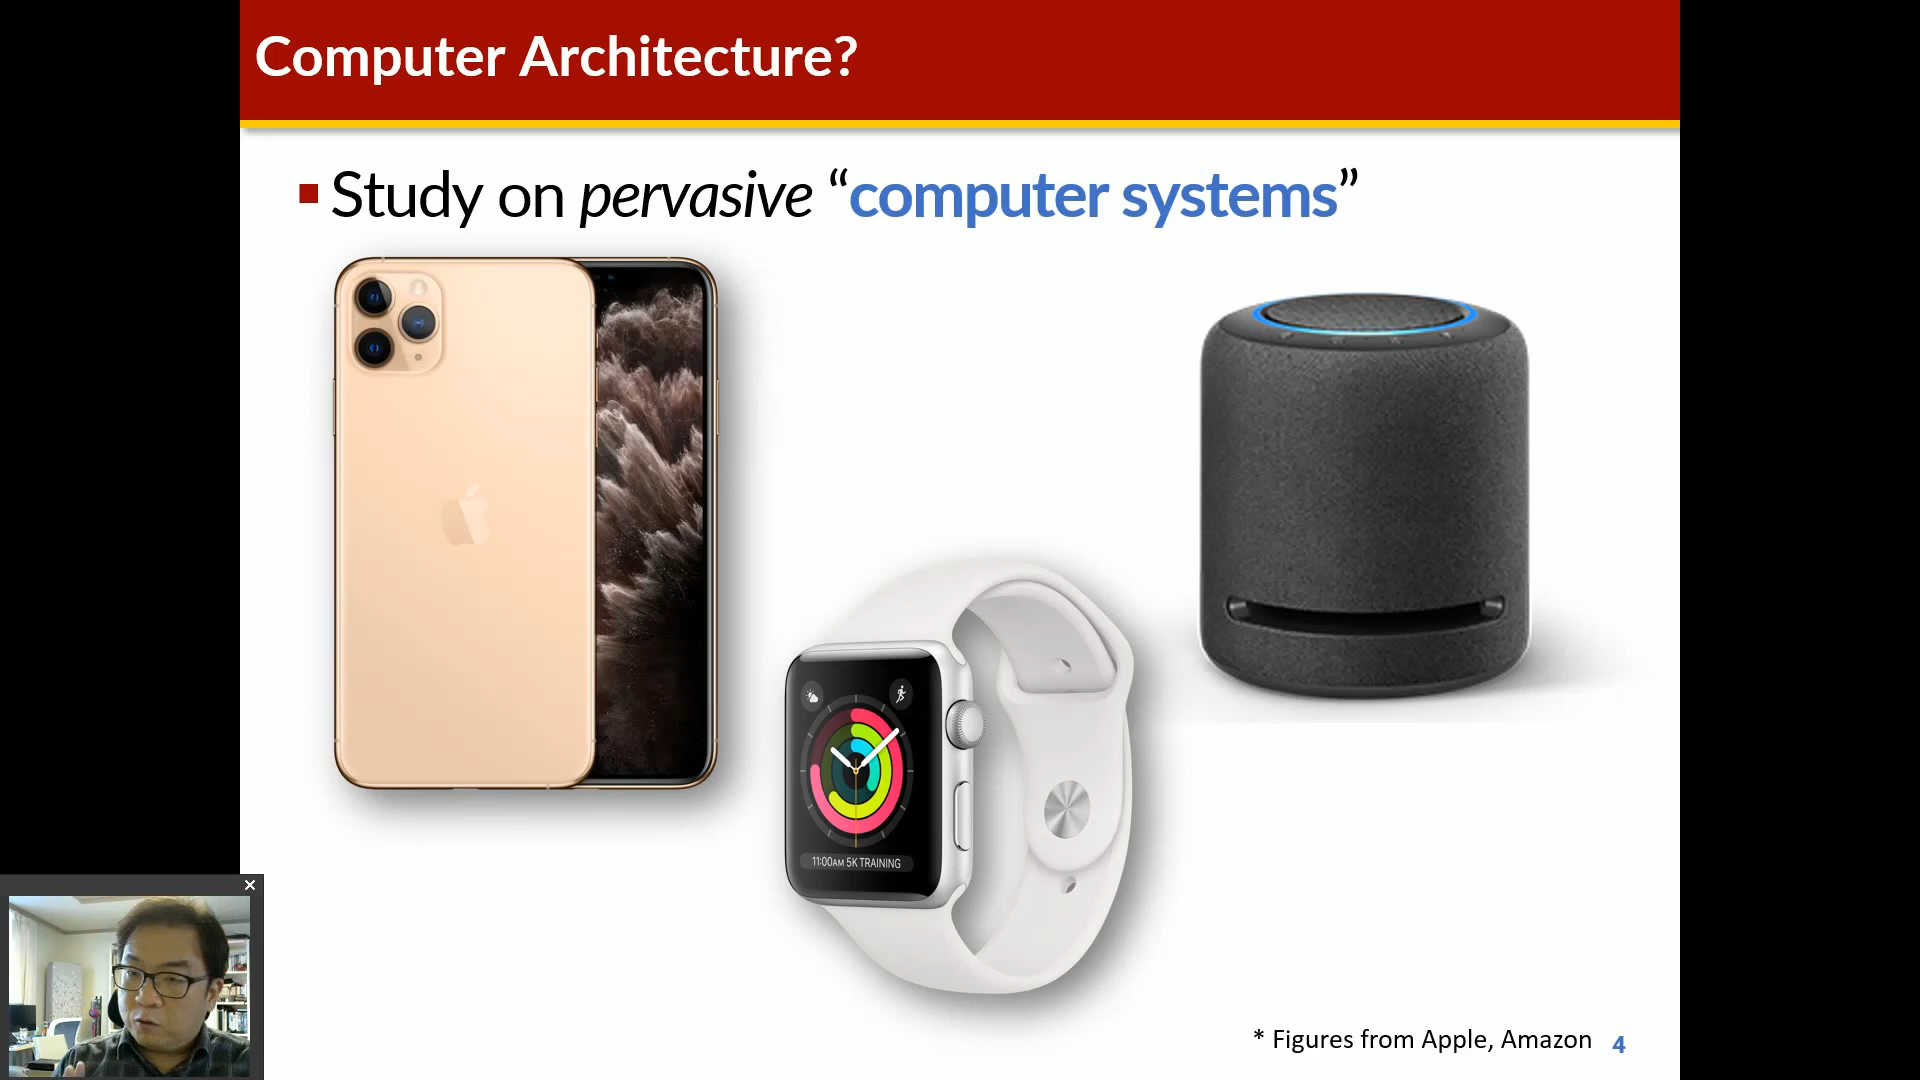 Computer Architecture?
Study on pervasive “computer systems”
11:00AM 5K TRAINING
* Figures from Apple, Amazon
4